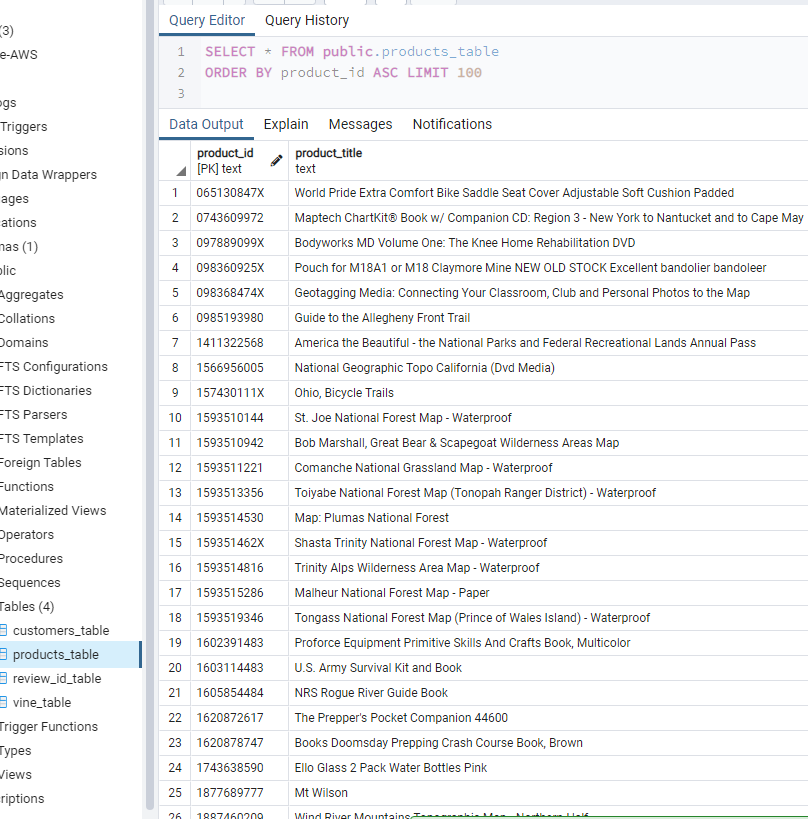 (3)
e-AWS
ogs
Triggers
sions
n Data Wrappers
ages
ations
nas (1)
blic
Aggregates
Collations
Domains
FTS Configurations
FTS Dictionaries
FTS Parsers
FTS Templates
Foreign Tables
Functions
Materialized Views
Operators
Procedures
Sequences
Tables (4)
customers_table
products_table
review_id_table
vine_table
Trigger Functions
Types
Views
criptions
Query Editor Query History
1 SELECT * FROM public.products_table
2 ORDER BY product_id ASC LIMIT 100
3
Data Output Explain Messages Notifications
product_id product_title
[PK] text text
1 065130847X World Pride Extra Comfort Bike Saddle Seat Cover Adjustable Soft Cushion Padded
2 0743609972 Maptech ChartKit® Book w/ Companion CD: Region 3 - New York to Nantucket and to Cape May
3 097889099X Bodyworks MD Volume One: The Knee Home Rehabilitation DVD
4 098360925X Pouch for M18A1 or M18 Claymore Mine NEW OLD STOCK Excellent bandolier bandoleer
5 098368474X Geotagging Media: Connecting Your Classroom, Club and Personal Photos to the Map
6 0985193980 Guide to the Allegheny Front Trail
7 1411322568 America the Beautiful - the National Parks and Federal Recreational Lands Annual Pass
8 1566956005 National Geographic Topo California (Dvd Media)
9 157430111X Ohio, Bicycle Trails
10 1593510144 St. Joe National Forest Map - Waterproof
11 1593510942 Bob Marshall, Great Bear & Scapegoat Wilderness Areas Map
12 1593511221 Comanche National Grassland Map - Waterproof
13 1593513356 Toiyabe National Forest Map (Tonopah Ranger District) - Waterproof
14 1593514530 Map: Plumas National Forest
15 159351462X Shasta Trinity National Forest Map - Waterproof
16 1593514816 Trinity Alps Wilderness Area Map - Waterproof
17 1593515286 Malheur National Forest Map - Paper
18 1593519346 Tongass National Forest Map (Prince of Wales Island) - Waterproof
19 1602391483 Proforce Equipment Primitive Skills And Crafts Book, Multicolor
20 1603114483 U.S. Army Survival Kit and Book
21 1605854484 NRS Rogue River Guide Book
22 1620872617 The Prepper's Pocket Companion 44600
23 1620878747 Books Doomsday Prepping Crash Course Book, Brown
24 1743638590 Ello Glass 2 Pack Water Bottles Pink
25 1877689777 Mt Wilson
26 1887460209 Wind River Mountains Topographic Map - Northern Half